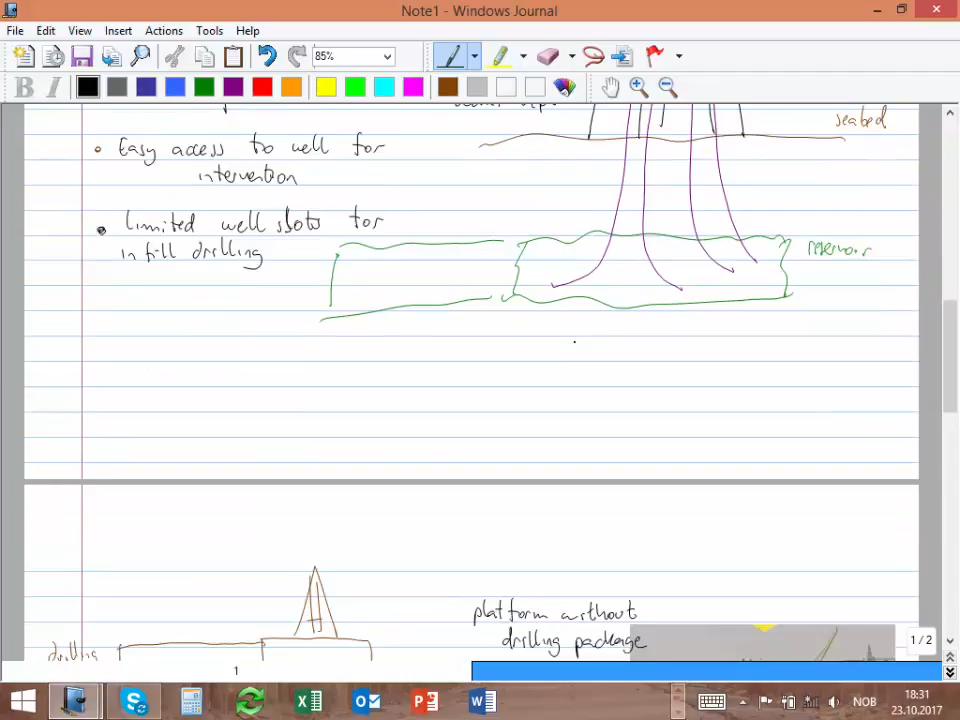 Note1 - Windows Journal
File Edit View Insert Actions Tools Help
85%
B I
seabed
Easy access to well for
intervention
limited well slots for
infill drilling
reservoir
platform without
drilling
drilling package
1/2
1
NOB
18:31
23.10.2017